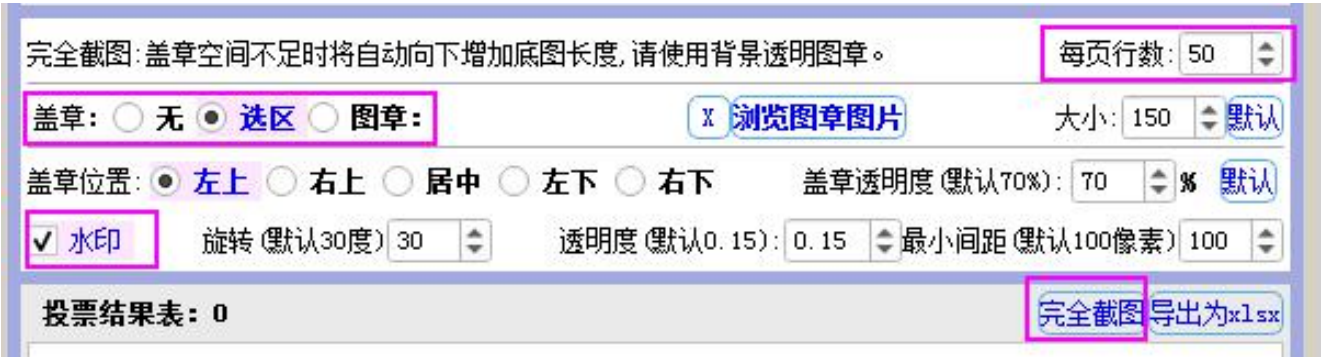 完全截图:盖章空间不足时将自动向下增加底图长度,请使用背景透明图章。 每页行数: 50
盖章: 无 选区 图章: X 浏览图章图片 大小: 150 默认
盖章位置: 左上 右上 居中 左下 右下 盖章透明度(默认70%): 70 % 默认
水印 旋转(默认30度) 30 透明度(默认0.15): 0.15 最小间距(默认100像素) 100
投票结果表: 0 完全截图 导出为xlsx